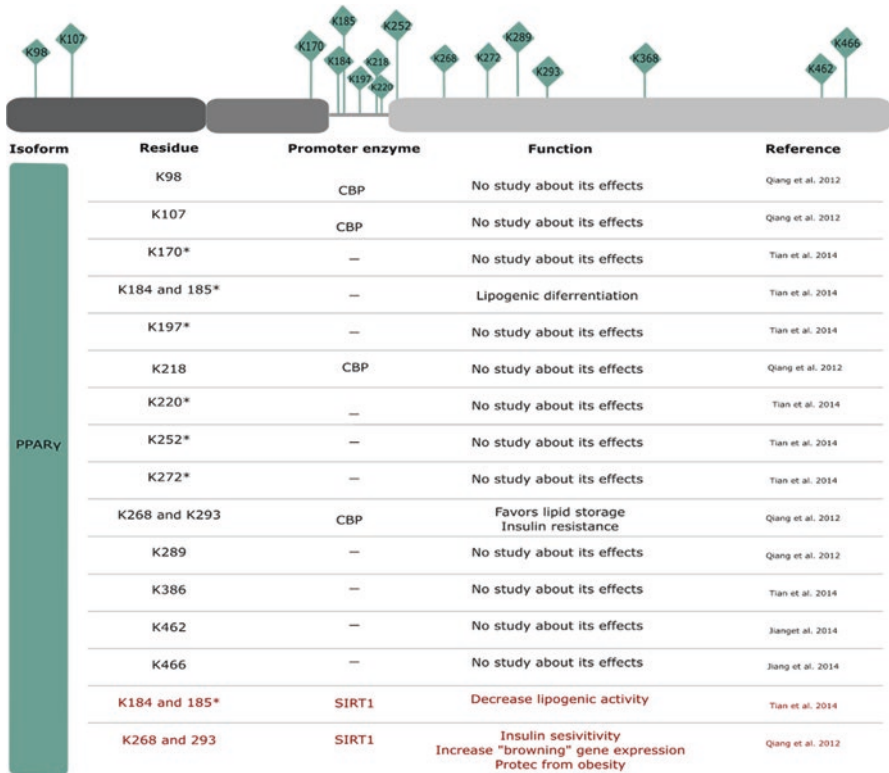 K98
K107
K170
K184
K185
K197
K218
K220
K252
K268
K272
K289
K293
K368
K462
K466
Isoform Residue Promoter enzyme Function Reference
PPARγ
K98 CBP No study about its effects Qiang et al. 2012
K107 CBP No study about its effects Qiang et al. 2012
K170* – No study about its effects Tian et al. 2014
K184 and 185* – Lipogenic diferrentiation Tian et al. 2014
K197* – No study about its effects Tian et al. 2014
K218 CBP No study about its effects Qiang et al. 2012
K220* – No study about its effects Tian et al. 2014
K252* – No study about its effects Tian et al. 2014
K272* – No study about its effects Tian et al. 2014
K268 and K293 CBP Favors lipid storage Qiang et al. 2012
Insulin resistance
K289 – No study about its effects Qiang et al. 2012
K386 – No study about its effects Tian et al. 2014
K462 – No study about its effects Jianget al. 2014
K466 – No study about its effects Jiang et al. 2014
K184 and 185* SIRT1 Decrease lipogenic activity Tian et al. 2014
K268 and 293 SIRT1 Insulin sesivitivity Qiang et al. 2012
Increase "browning" gene expression
Protec from obesity